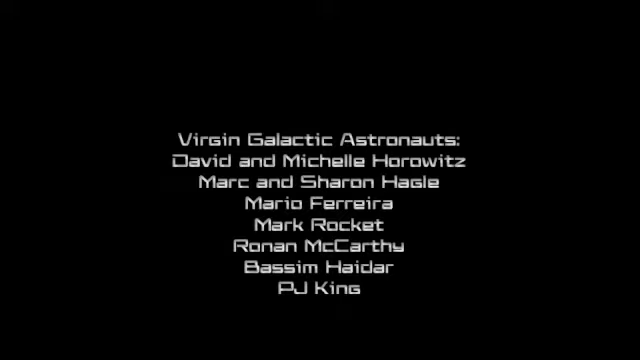 Virgin Galactic Astronauts:
David and Michelle Horowitz
Marc and Sharon Hagle
Mario Ferreira
Mark Rocket
Ronan McCarthy
Bassim Haidar
PJ King